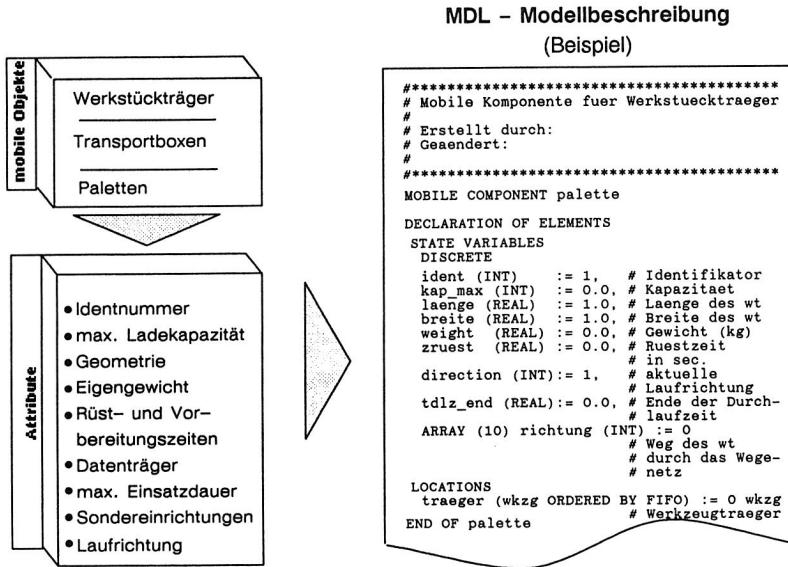 MDL – Modellbeschreibung
(Beispiel)
mobile Objekte
Werkstückträger
Transportboxen
Paletten
Attribute
• Identnummer
• max. Ladekapazität
• Geometrie
• Eigengewicht
• Rüst– und Vor–
bereitungszeiten
• Datenträger
• max. Einsatzdauer
• Sondereinrichtungen
• Laufrichtung
#*****************************************
# Mobile Komponente fuer Werkstuecktraeger
#
# Erstellt durch:
# Geaendert:
#
#*****************************************
MOBILE COMPONENT palette
DECLARATION OF ELEMENTS
STATE VARIABLES
DISCRETE
ident (INT) := 1, # Identifikator
kap_max (INT) := 0.0, # Kapazitaet
laenge (REAL) := 1.0, # Laenge des wt
breite (REAL) := 1.0, # Breite des wt
weight (REAL) := 0.0, # Gewicht (kg)
zruest (REAL) := 0.0, # Ruestzeit
# in sec.
direction (INT):= 1, # aktuelle
# Laufrichtung
tdlz_end (REAL):= 0.0, # Ende der Durch–
# laufzeit
ARRAY (10) richtung (INT) := 0
# Weg des wt
# durch das Wege–
# netz
LOCATIONS
traeger (wkzg ORDERED BY FIFO) := 0 wkzg
# Werkzeugtraeger
END OF palette